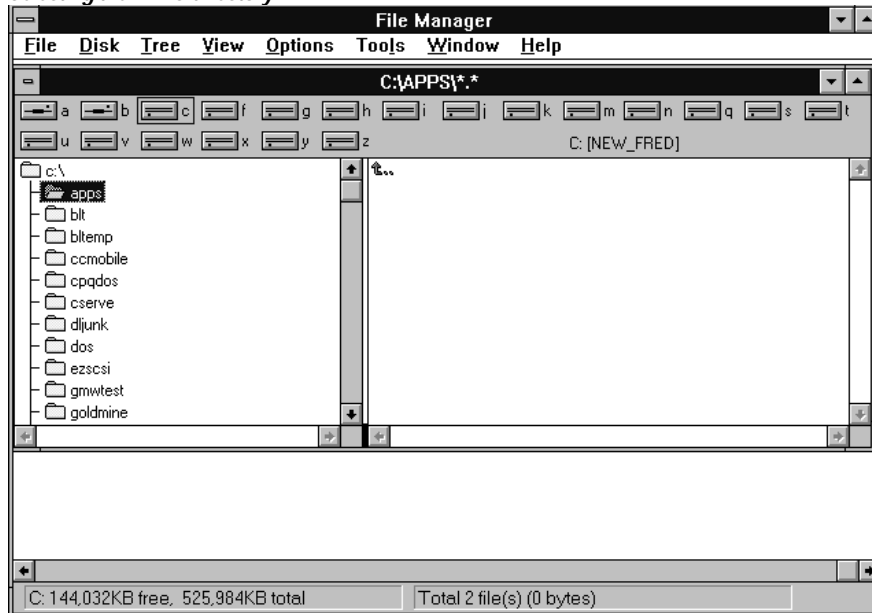 File Manager
File Disk Tree View Options Tools Window Help
C:\APPS\*.*
a b c f g h i j k m n q s t
u v w x y z C: [NEW_FRED]
c:\
..
apps
blt
bltemp
ccmobile
cpqdos
cserve
dljunk
dos
ezscsi
gmwtest
goldmine
C: 144,032KB free, 525,984KB total Total 2 file(s) (0 bytes)